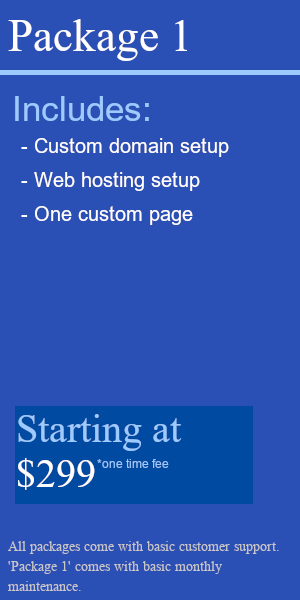 Package 1
Includes:
- Custom domain setup
- Web hosting setup
- One custom page
Starting at
$299*one time fee
All packages come with basic customer support.
'Package 1' comes with basic monthly
maintenance.